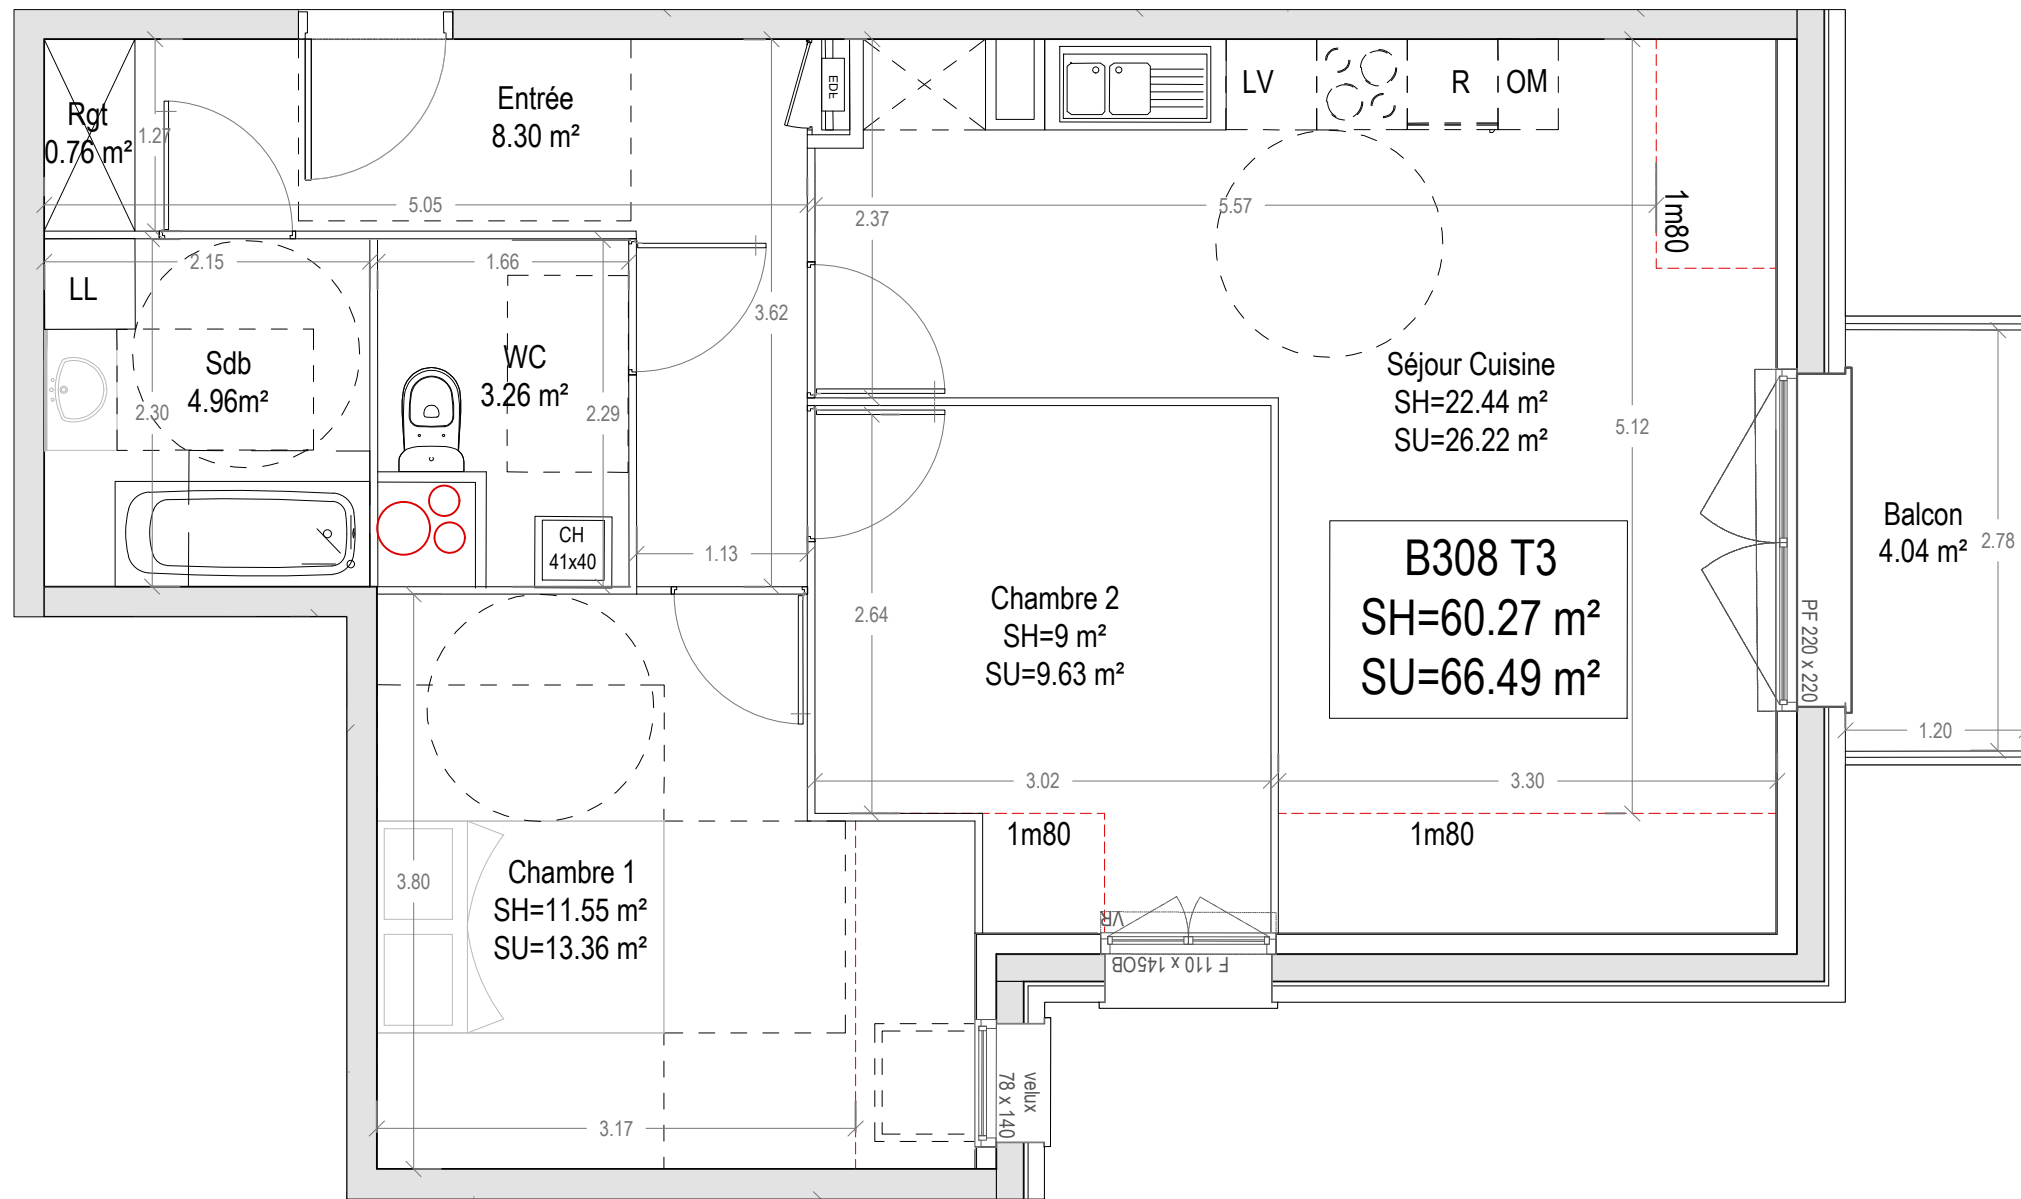 Rgt
0.76 m²
1.27
Entrée
8.30 m²
EDF
LV
R
OM
5.05
2.37
5.57
1m80
2.15
1.66
LL
3.62
Sdb
4.96m²
WC
3.26 m²
2.30
2.29
Séjour Cuisine
SH=22.44 m²
SU=26.22 m²
5.12
CH
41x40
1.13
Balcon
4.04 m²
2.78
B308 T3
SH=60.27 m²
SU=66.49 m²
PF 220 x 220
Chambre 2
SH=9 m²
SU=9.63 m²
2.64
1.20
3.02
3.30
1m80
1m80
3.80
Chambre 1
SH=11.55 m²
SU=13.36 m²
VR
F 110 x 145OB
velux
78 x 140
3.17